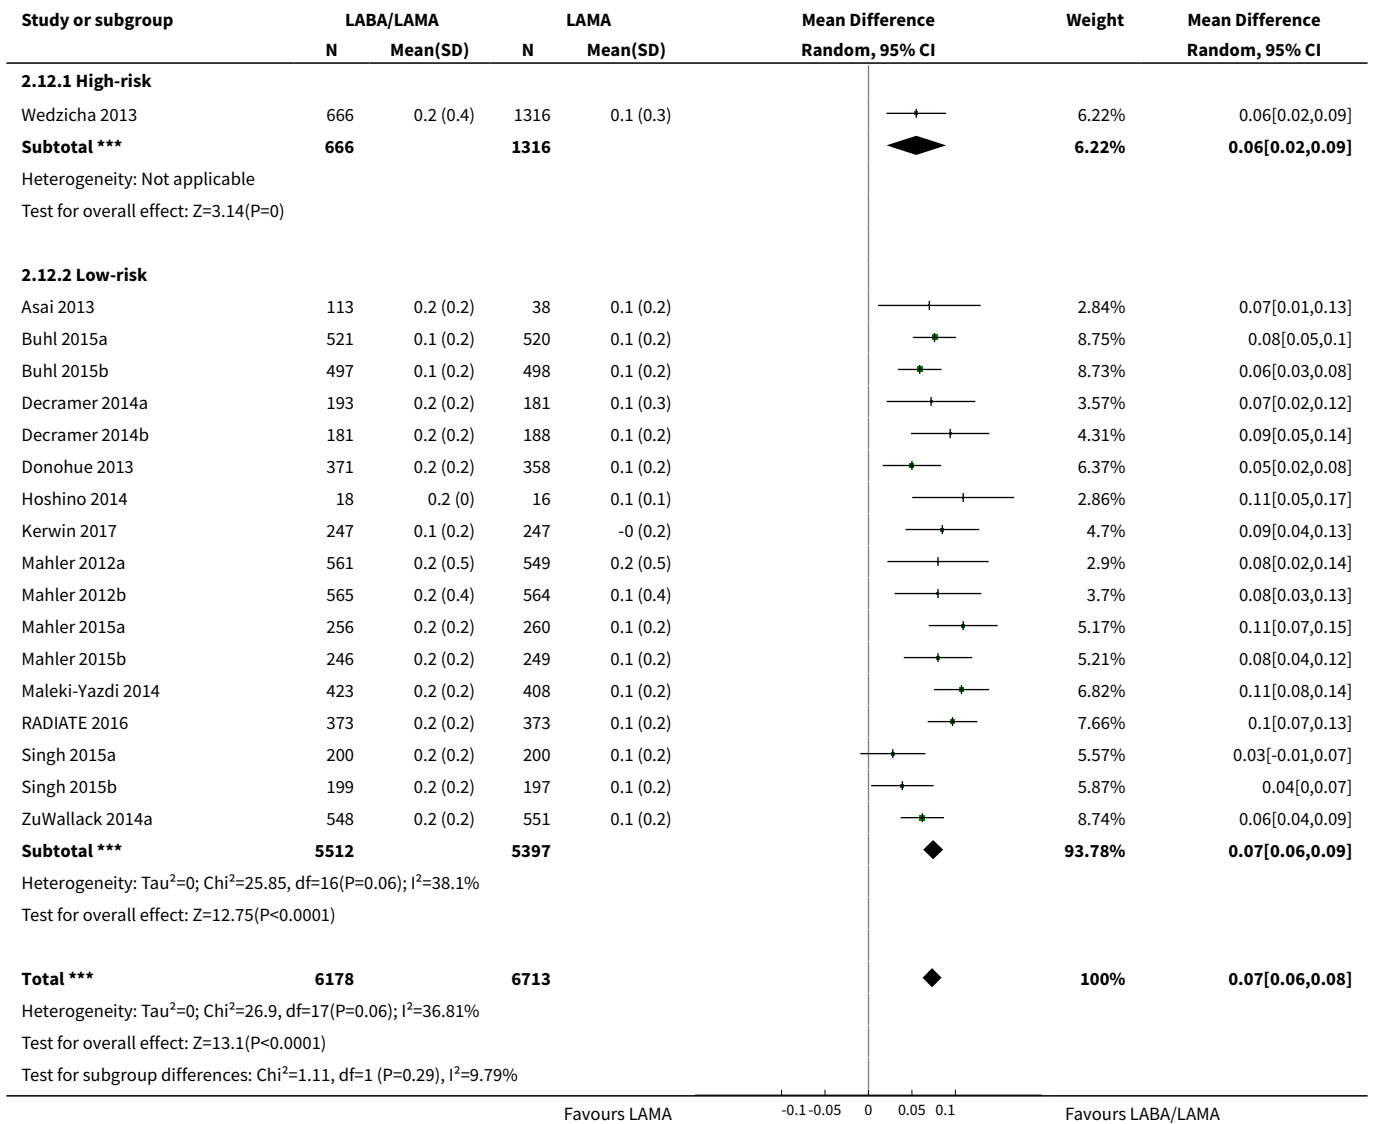 Study or subgroup LABA/LAMA LAMA Mean Difference Weight Mean Difference
N Mean(SD) N Mean(SD) Random, 95% CI Random, 95% CI
2.12.1 High-risk
Wedzicha 2013 666 0.2 (0.4) 1316 0.1 (0.3) 6.22% 0.06[0.02,0.09]
Subtotal *** 666 1316 6.22% 0.06[0.02,0.09]
Heterogeneity: Not applicable
Test for overall effect: Z=3.14(P=0)
2.12.2 Low-risk
Asai 2013 113 0.2 (0.2) 38 0.1 (0.2) 2.84% 0.07[0.01,0.13]
Buhl 2015a 521 0.1 (0.2) 520 0.1 (0.2) 8.75% 0.08[0.05,0.1]
Buhl 2015b 497 0.1 (0.2) 498 0.1 (0.2) 8.73% 0.06[0.03,0.08]
Decramer 2014a 193 0.2 (0.2) 181 0.1 (0.3) 3.57% 0.07[0.02,0.12]
Decramer 2014b 181 0.2 (0.2) 188 0.1 (0.2) 4.31% 0.09[0.05,0.14]
Donohue 2013 371 0.2 (0.2) 358 0.1 (0.2) 6.37% 0.05[0.02,0.08]
Hoshino 2014 18 0.2 (0) 16 0.1 (0.1) 2.86% 0.11[0.05,0.17]
Kerwin 2017 247 0.1 (0.2) 247 -0 (0.2) 4.7% 0.09[0.04,0.13]
Mahler 2012a 561 0.2 (0.5) 549 0.2 (0.5) 2.9% 0.08[0.02,0.14]
Mahler 2012b 565 0.2 (0.4) 564 0.1 (0.4) 3.7% 0.08[0.03,0.13]
Mahler 2015a 256 0.2 (0.2) 260 0.1 (0.2) 5.17% 0.11[0.07,0.15]
Mahler 2015b 246 0.2 (0.2) 249 0.1 (0.2) 5.21% 0.08[0.04,0.12]
Maleki-Yazdi 2014 423 0.2 (0.2) 408 0.1 (0.2) 6.82% 0.11[0.08,0.14]
RADIATE 2016 373 0.2 (0.2) 373 0.1 (0.2) 7.66% 0.1[0.07,0.13]
Singh 2015a 200 0.2 (0.2) 200 0.1 (0.2) 5.57% 0.03[-0.01,0.07]
Singh 2015b 199 0.2 (0.2) 197 0.1 (0.2) 5.87% 0.04[0,0.07]
ZuWallack 2014a 548 0.2 (0.2) 551 0.1 (0.2) 8.74% 0.06[0.04,0.09]
Subtotal *** 5512 5397 93.78% 0.07[0.06,0.09]
Heterogeneity: Tau²=0; Chi²=25.85, df=16(P=0.06); I²=38.1%
Test for overall effect: Z=12.75(P<0.0001)
Total *** 6178 6713 100% 0.07[0.06,0.08]
Heterogeneity: Tau²=0; Chi²=26.9, df=17(P=0.06); I²=36.81%
Test for overall effect: Z=13.1(P<0.0001)
Test for subgroup differences: Chi²=1.11, df=1 (P=0.29), I²=9.79%
Favours LAMA -0.1 -0.05 0 0.05 0.1 Favours LABA/LAMA